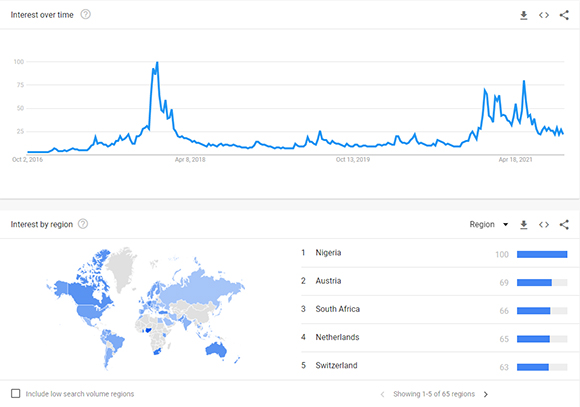 Interest over time
100
75
50
25
Oct 2, 2016
Apr 8, 2018
Oct 13, 2019
Apr 18, 2021
Interest by region
Region
1 Nigeria 100
2 Austria 69
3 South Africa 66
4 Netherlands 65
5 Switzerland 63
Include low search volume regions
Showing 1-5 of 65 regions